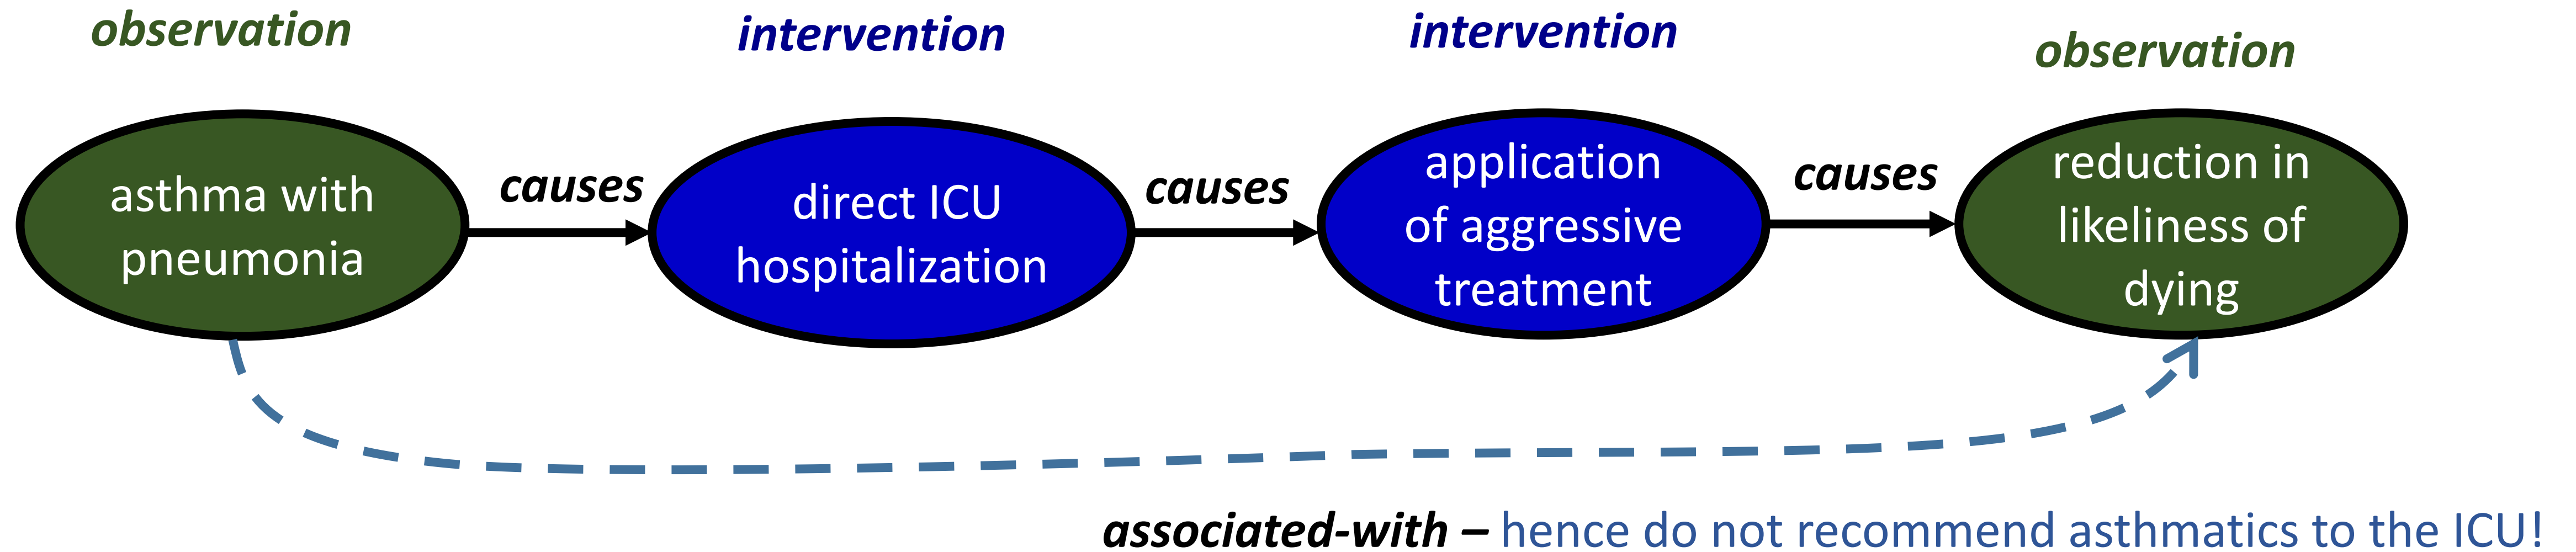 observation
intervention
intervention
observation
asthma with
pneumonia
causes
direct ICU
hospitalization
causes
application
of aggressive
treatment
causes
reduction in
likeliness of
dying
associated-with – hence do not recommend asthmatics to the ICU!